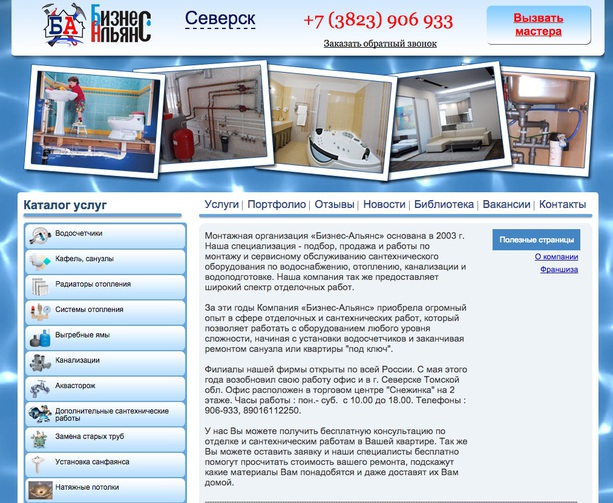 Бизнес
Альянс
БА
Северск
+7 (3823) 906 933
Заказать обратный звонок
Вызвать
мастера
Каталог услуг
Услуги| Портфолио| Отзывы| Новости| Библиотека| Вакансии| Контакты
Водосчетчики
Кафель, санузлы
Радиаторы отопления
Системы отопления
Выгребные ямы
Канализации
Аквасторож
Дополнительные сантехнические
работы
Замена старых труб
Установка санфаянса
Натяжные потолки
Монтажная организация «Бизнес-Альянс» основана в 2003 г.
Наша специализация - подбор, продажа и работы по
монтажу и сервисному обслуживанию сантехнического
оборудования по водоснабжению, отоплению, канализации и
водоподготовке. Наша компания так же предоставляет
широкий спектр отделочных работ.
За эти годы Компания «Бизнес-Альянс» приобрела огромный
опыт в сфере отделочных и сантехнических работ, который
позволяет работать с оборудованием любого уровня
сложности, начиная с установки водосчетчиков и заканчивая
ремонтом санузла или квартиры "под ключ".
Филиалы нашей фирмы открыты по всей России. С мая этого
года возобновил свою работу офис и в г. Северске Томской
обл. Офис расположен в торговом центре "Снежинка" на 2
этаже. Часы работы : пон.- суб. с 10.00 до 18.00. Телефоны :
906-933, 89016112250.
У нас Вы можете получить бесплатную консультацию по
отделке и сантехническим работам в Вашей квартире. Так же
Вы можете оставить заявку и наши специалисты бесплатно
помогут просчитать стоимость вашего ремонта, подскажут
какие материалы Вам понадобятся и даже доставят их Вам
домой.
Полезные страницы
О компании
Франшиза